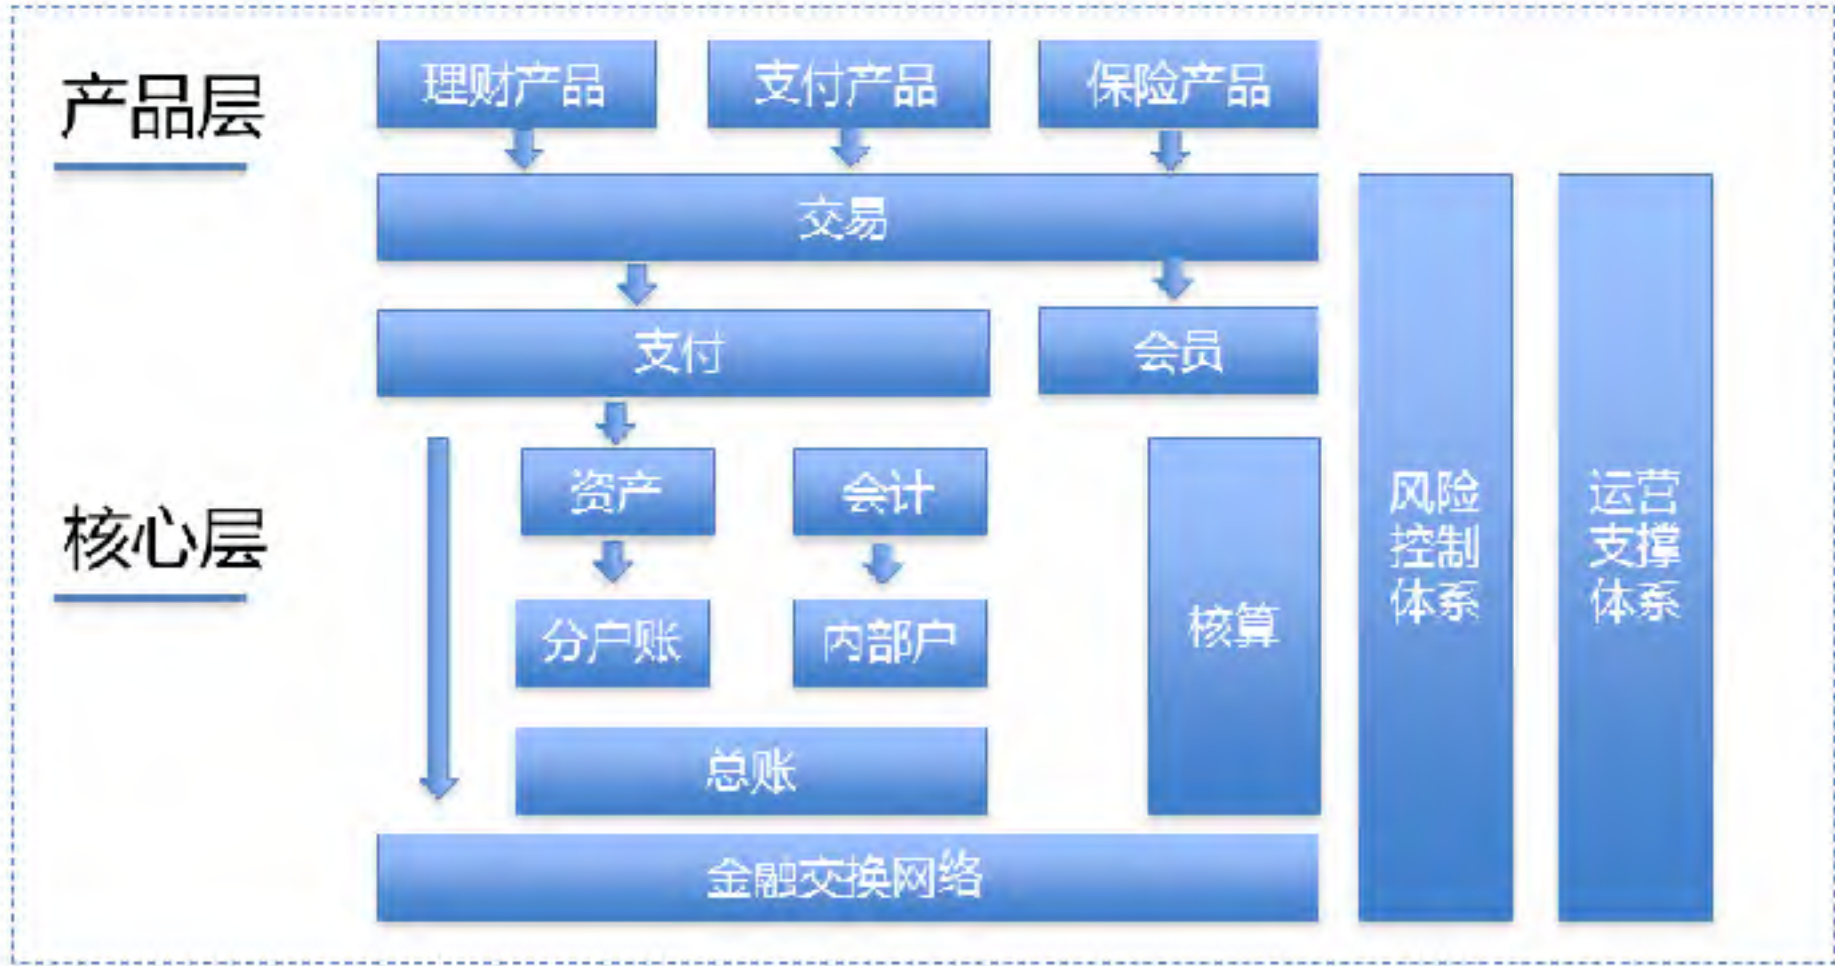 产品层
理财产品
支付产品
保险产品
交易
支付
会员
核心层
资产
会计
分户账
内部户
总账
核算
金融交换网络
风险
控制
体系
运营
支撑
体系